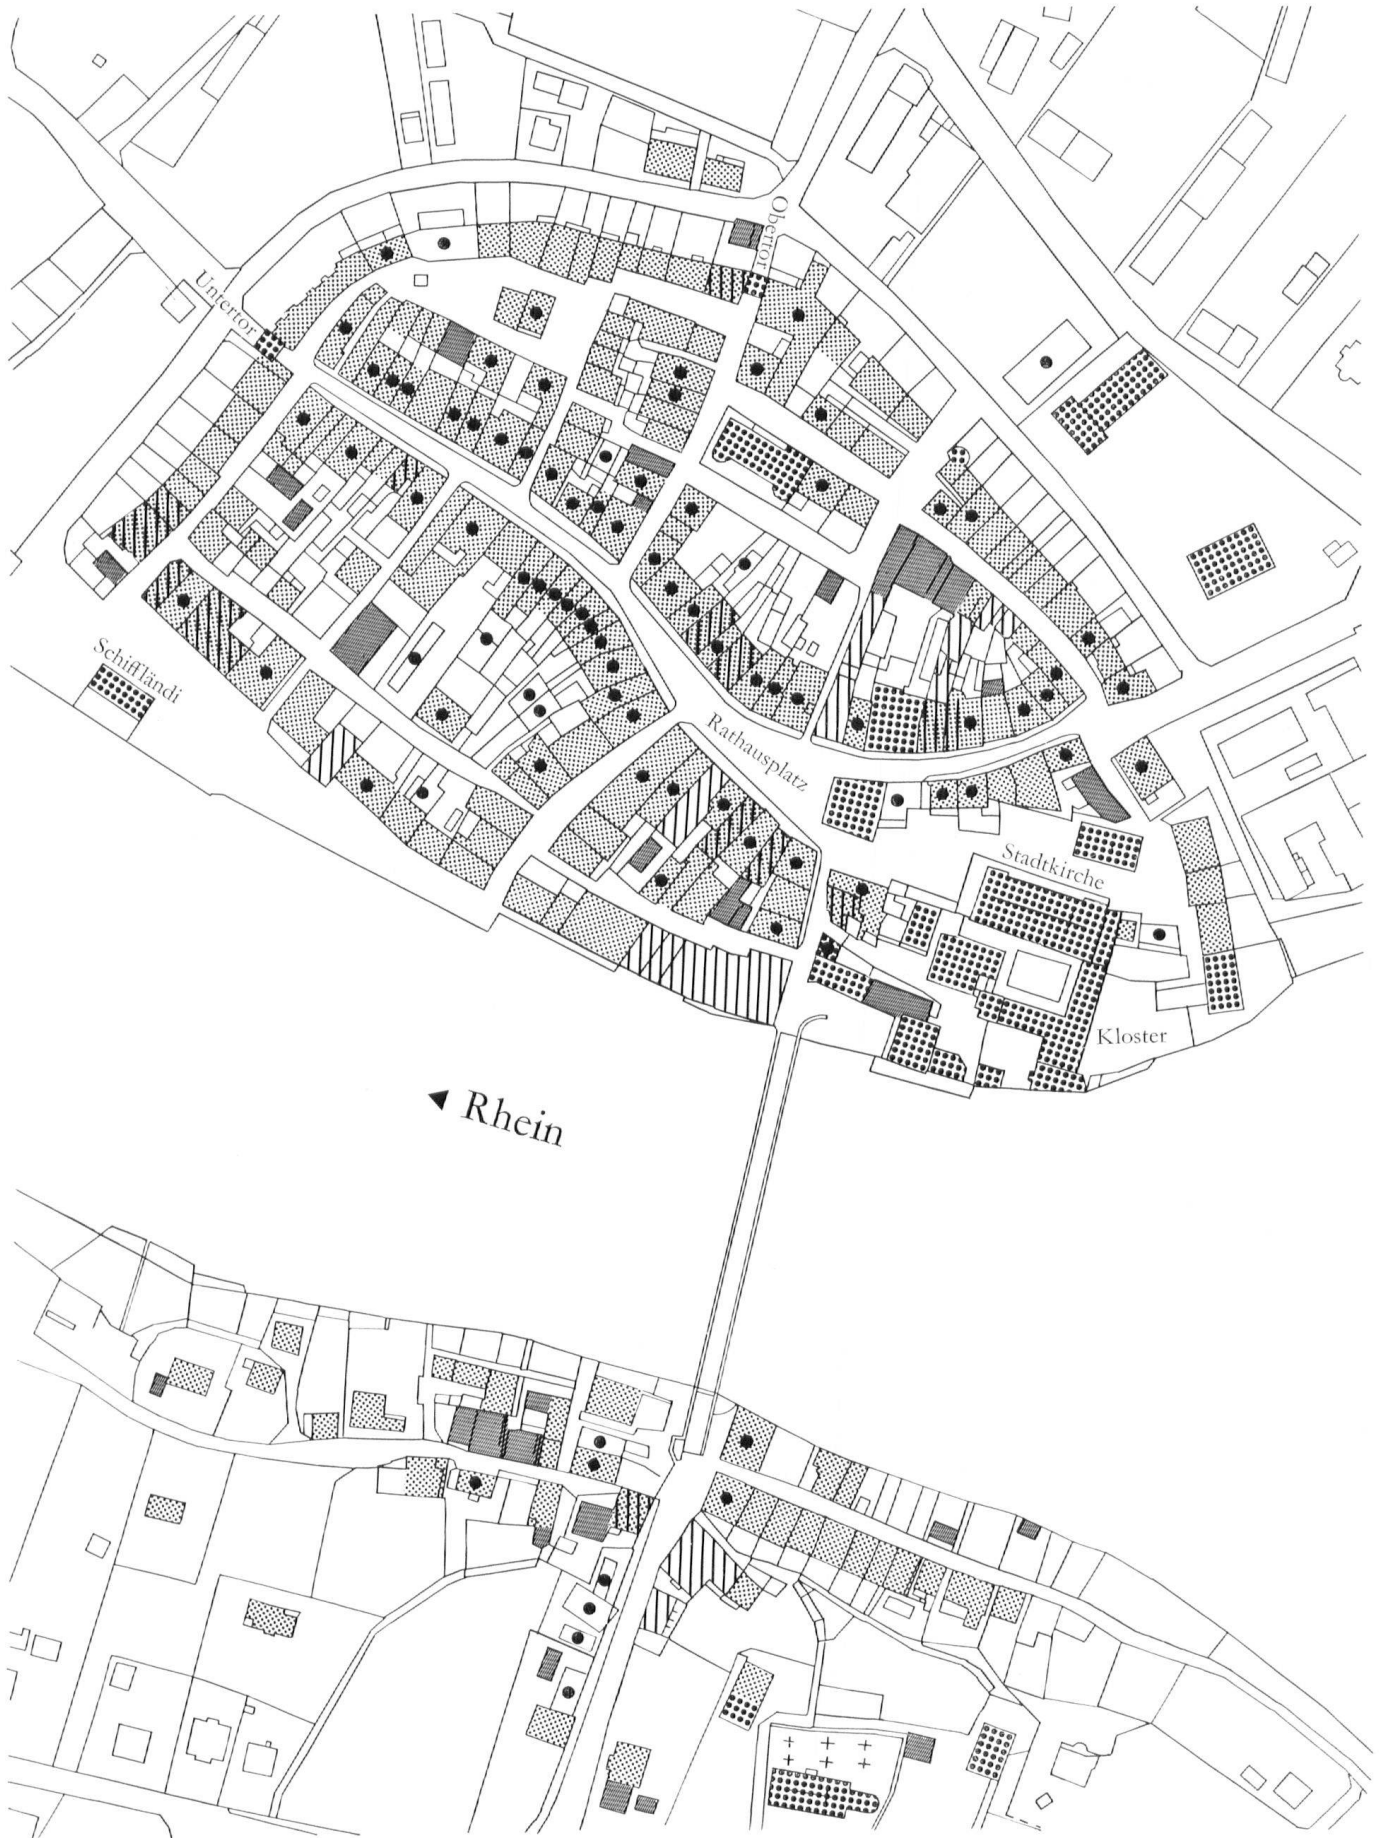 Obertor
Untertor
Schiffländi
Rathausplatz
Stadtkirche
Kloster
Rhein